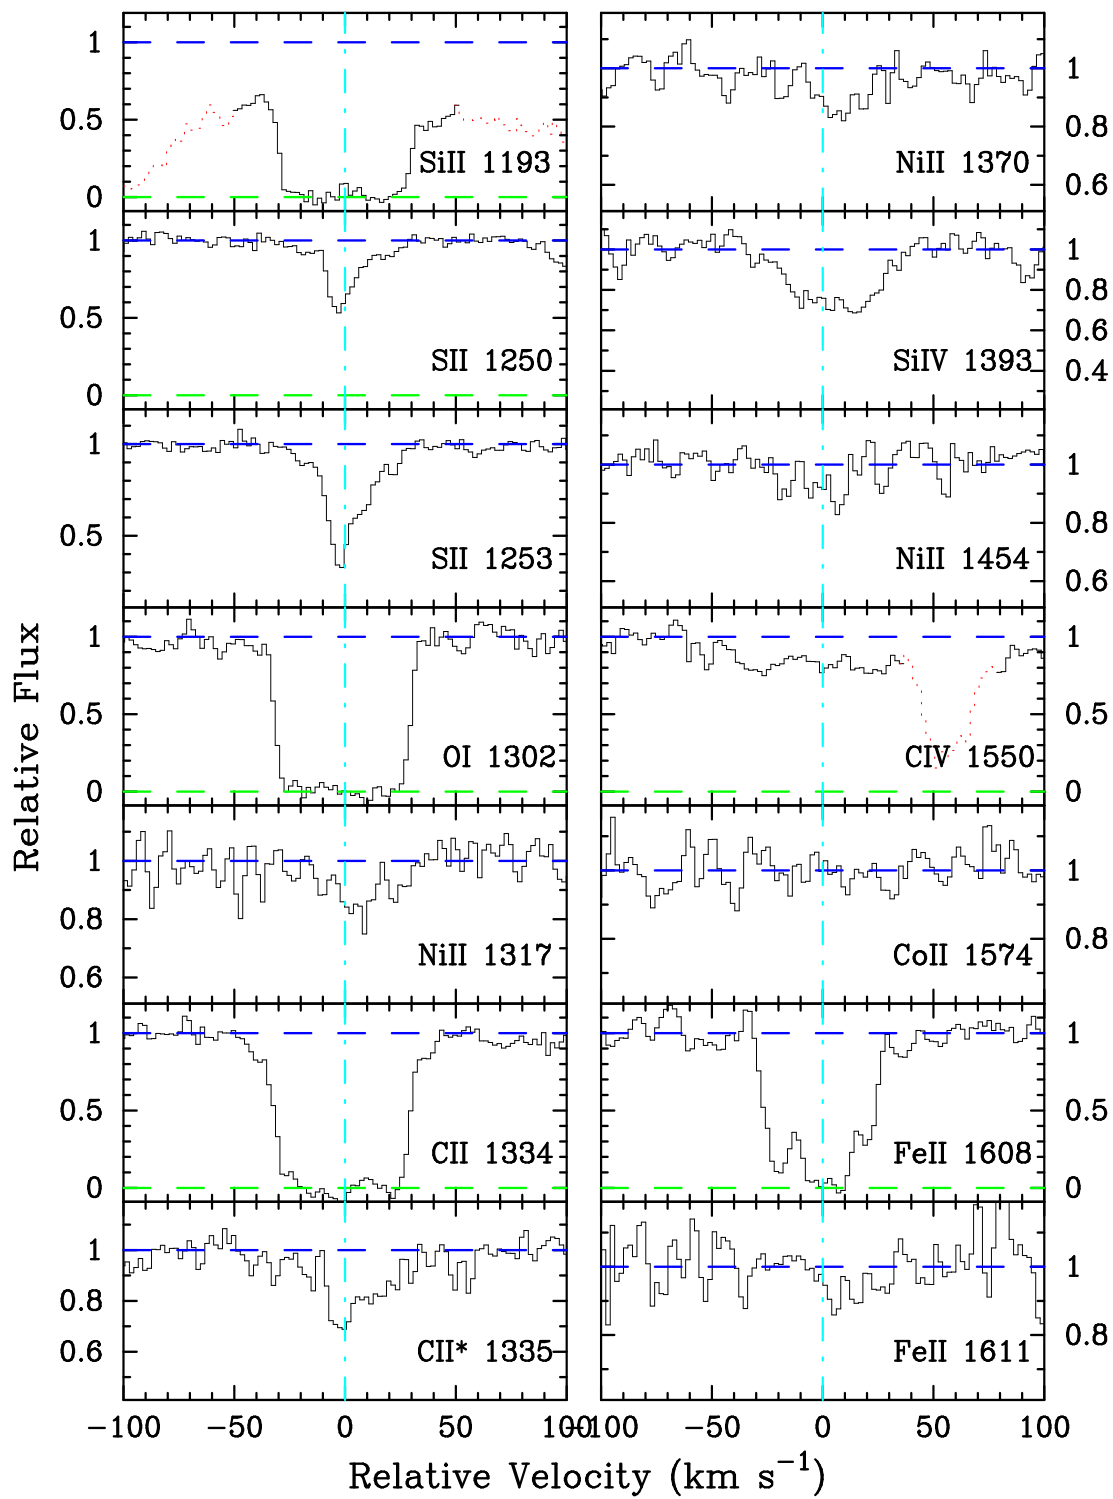 1
0.5
0
SiII 1193
1
0.5
0
SII 1250
1
0.5
SII 1253
1
0.5
0
OI 1302
1
0.8
0.6
NiII 1317
1
0.5
0
CII 1334
1
0.8
0.6
CII* 1335
−100 −50 0 50 100
1
0.8
0.6
NiII 1370
1
0.8
0.6
0.4
SiIV 1393
1
0.8
0.6
NiII 1454
1
0.5
0
CIV 1550
1
0.8
CoII 1574
1
0.5
0
FeII 1608
1
0.8
FeII 1611
−100 −50 0 50 100
Relative Flux
Relative Velocity (km s⁻¹)